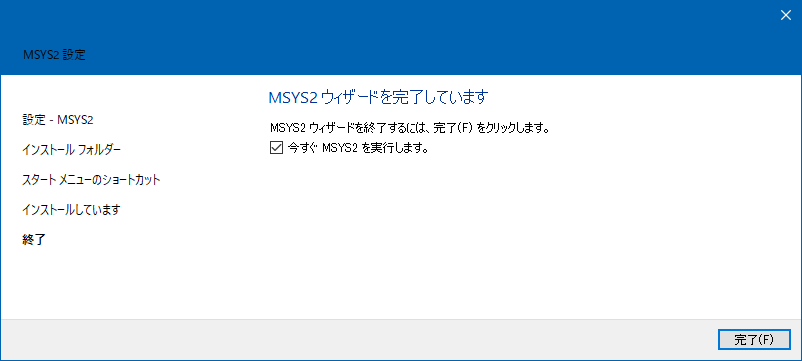 MSYS2 設定
設定 - MSYS2
インストール フォルダー
スタート メニューのショートカット
インストールしています
終了
MSYS2 ウィザードを完了しています
MSYS2 ウィザードを終了するには、完了(F) をクリックします。
今すぐ MSYS2 を実行します。
完了(F)